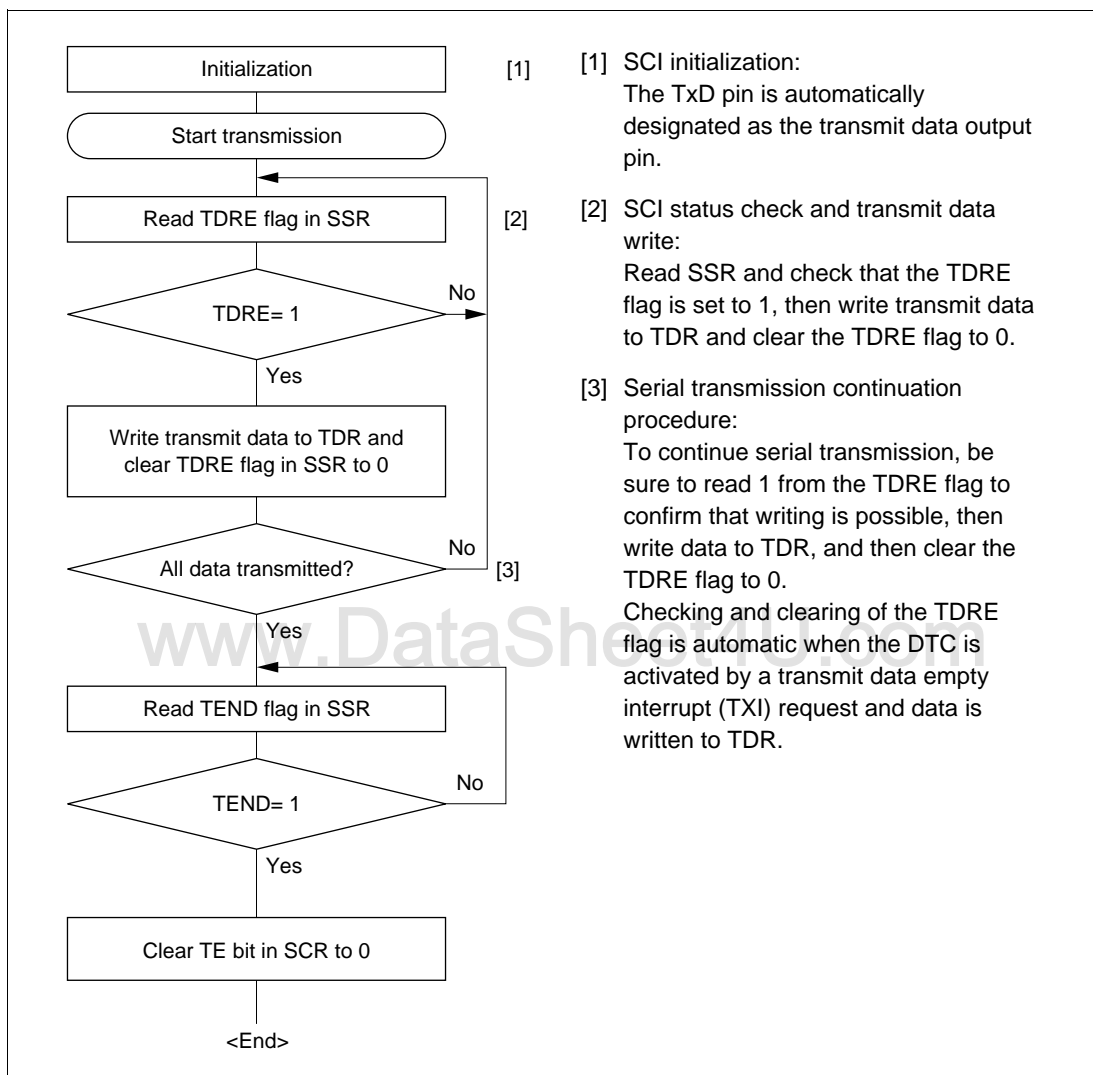 Initialization [1]
Start transmission
Read TDRE flag in SSR [2]
TDRE= 1
No
Yes
Write transmit data to TDR and
clear TDRE flag in SSR to 0
All data transmitted?
No
[3]
Yes
Read TEND flag in SSR
TEND= 1
No
Yes
Clear TE bit in SCR to 0
<End>
[1] SCI initialization:
The TxD pin is automatically
designated as the transmit data output
pin.
[2] SCI status check and transmit data
write:
Read SSR and check that the TDRE
flag is set to 1, then write transmit data
to TDR and clear the TDRE flag to 0.
[3] Serial transmission continuation
procedure:
To continue serial transmission, be
sure to read 1 from the TDRE flag to
confirm that writing is possible, then
write data to TDR, and then clear the
TDRE flag to 0.
Checking and clearing of the TDRE
flag is automatic when the DTC is
activated by a transmit data empty
interrupt (TXI) request and data is
written to TDR.
www.DataSheet4U.com